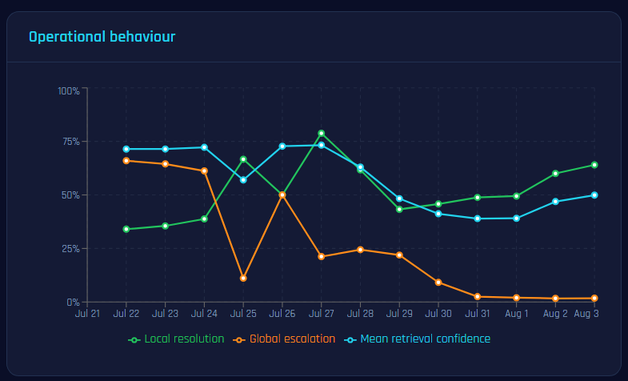 Operational behaviour
100%
75%
50%
25%
0%
Jul 21 Jul 22 Jul 23 Jul 24 Jul 25 Jul 26 Jul 27 Jul 28 Jul 29 Jul 30 Jul 31 Aug 1 Aug 2 Aug 3
Local resolution Global escalation Mean retrieval confidence